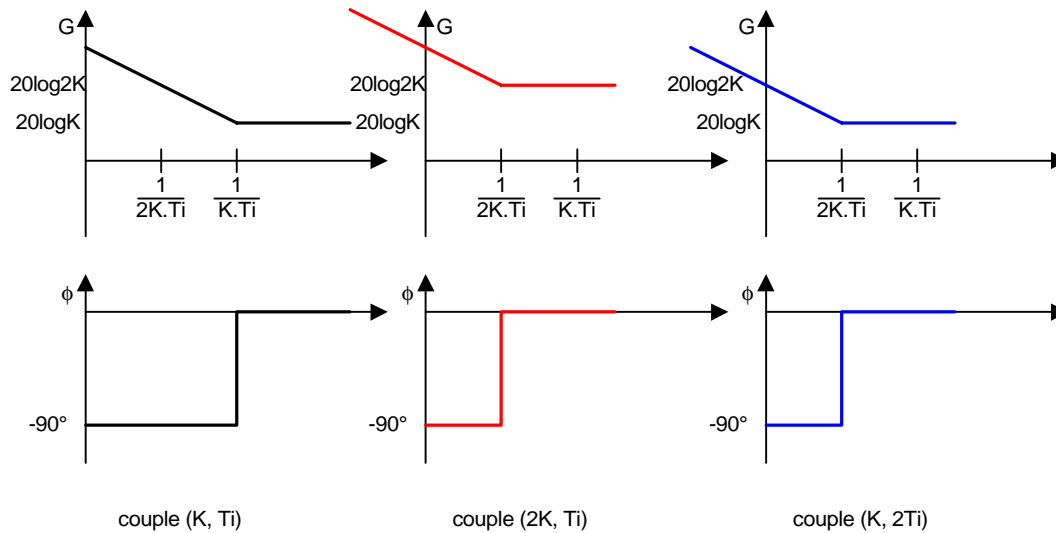 G
20log2K
20logK
1
2K.Ti
1
K.Ti
G
20log2K
20logK
1
2K.Ti
1
K.Ti
G
20log2K
20logK
1
2K.Ti
1
K.Ti
ϕ
-90°
ϕ
-90°
ϕ
-90°
couple (K, Ti)
couple (2K, Ti)
couple (K, 2Ti)